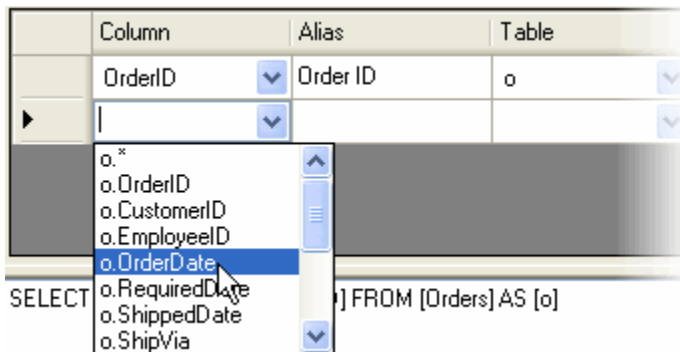 Column Alias Table
OrderID Order ID o
o.*
o.OrderID
o.CustomerID
o.EmployeeID
o.OrderDate
o.RequiredDate
SELECT ] FROM [Orders] AS [o]
o.ShippedDate
o.ShipVia